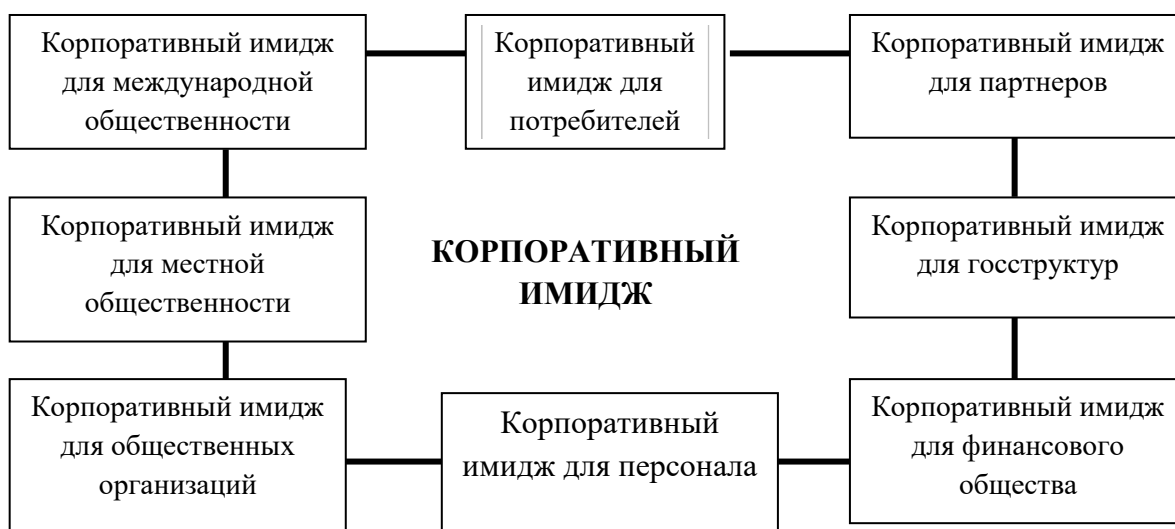 Корпоративный имидж
для международной
общественности
Корпоративный
имидж для
потребителей
Корпоративный имидж
для партнеров
Корпоративный имидж
для местной
общественности
КОРПОРАТИВНЫЙ
ИМИДЖ
Корпоративный имидж
для госструктур
Корпоративный имидж
для общественных
организаций
Корпоративный
имидж для персонала
Корпоративный имидж
для финансового
общества